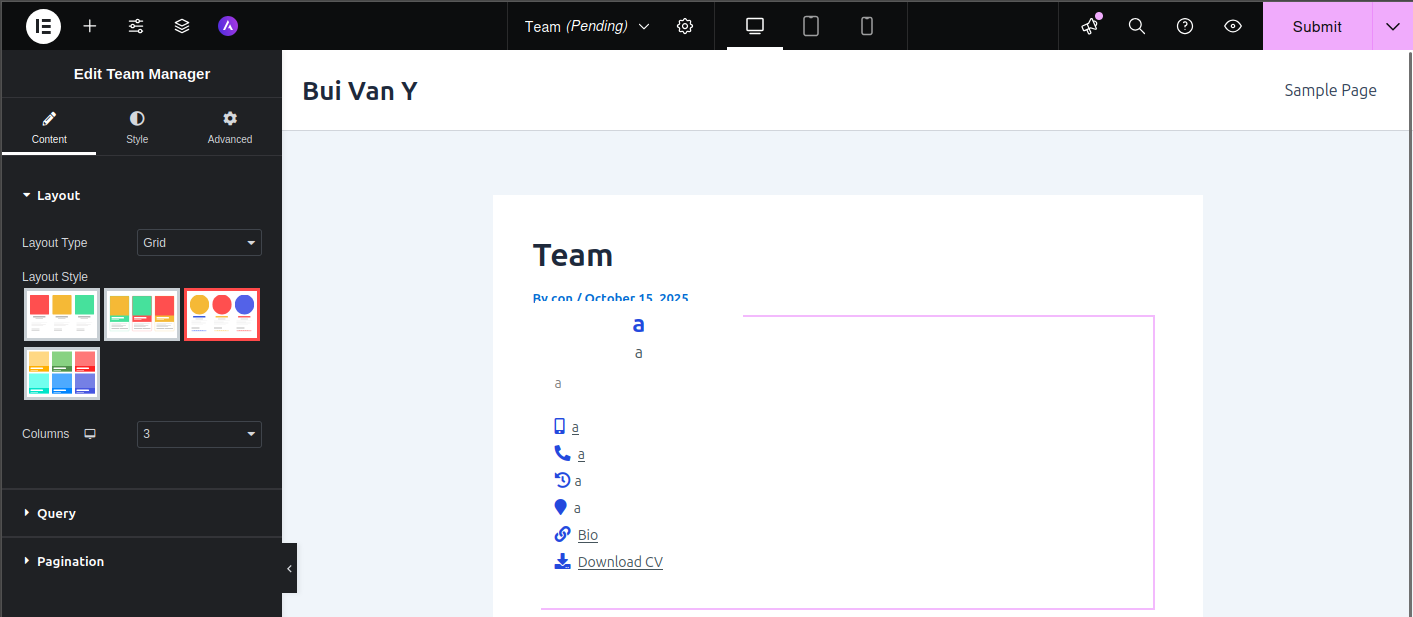 Team (Pending)
Submit
Edit Team Manager
Content
Style
Advanced
Layout
Layout Type
Grid
Layout Style
Columns
3
Query
Pagination
Bui Van Y
Sample Page
Team
By con / October 15, 2025
a
a
a
a
a
a
a
Bio
Download CV